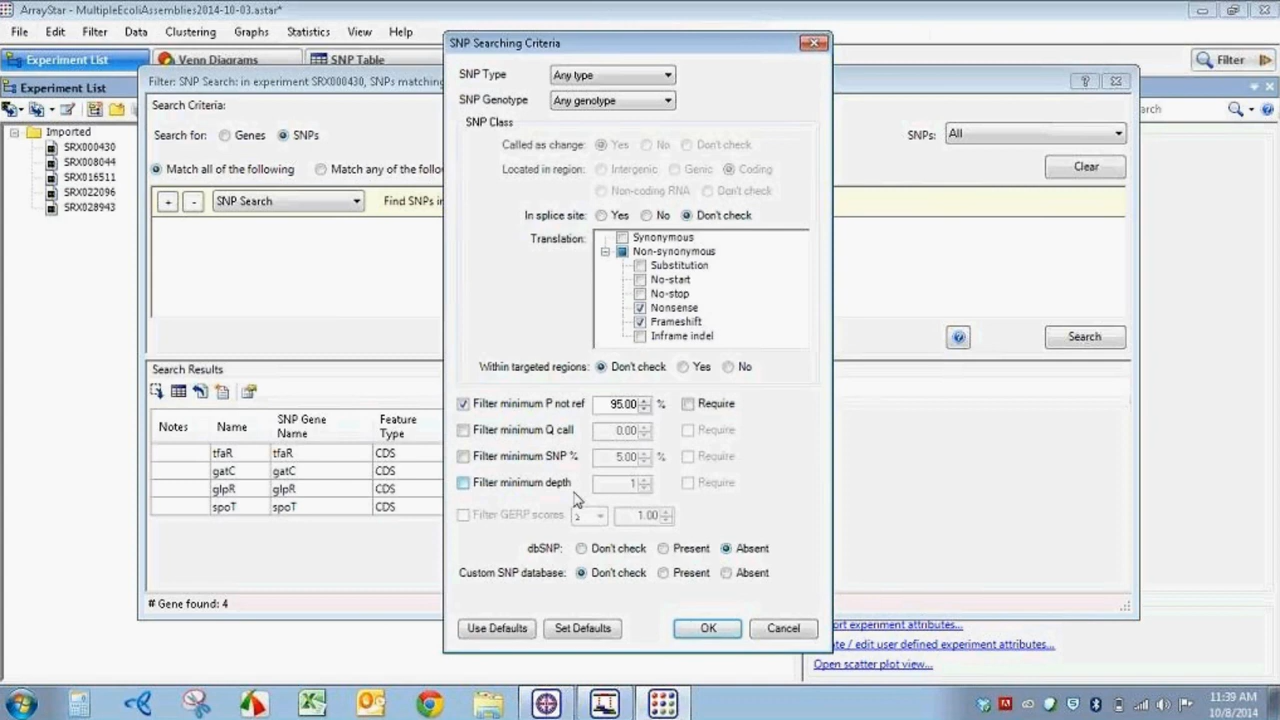 ArrayStar - MultipleEcoliAssemblies2014-10-03.astar*
File Edit Filter Data Clustering Graphs Statistics View Help
Experiment List Venn Diagrams SNP Table Filter
Experiment List
Imported
SRX000430
SRX008044
SRX016511
SRX022096
SRX028943
Filter: SNP Search: in experiment SRX000430, SNPs matching
Search Criteria:
Search for: Genes SNPs
SNPs: All
Match all of the following Match any of the follow
Clear
+ - SNP Search Find SNPs in
Search
Search Results
Notes Name SNP Gene Name Feature Type
tfaR tfaR CDS
gatC gatC CDS
glpR glpR CDS
spoT spoT CDS
# Gene found: 4
SNP Searching Criteria
SNP Type Any type
SNP Genotype Any genotype
SNP Class
Called as change: Yes No Don't check
Located in region: Intergenic Genic Coding
Non-coding RNA Don't check
In splice site: Yes No Don't check
Translation: Synonymous
Non-synonymous
Substitution
No-start
No-stop
Nonsense
Frameshift
Inframe indel
Within targeted regions: Don't check Yes No
Filter minimum P not ref 95.00 % Require
Filter minimum Q call 0.00 Require
Filter minimum SNP % 5.00 % Require
Filter minimum depth 1 Require
Filter GERP scores ≥ 1.00
dbSNP: Don't check Present Absent
Custom SNP database: Don't check Present Absent
Use Defaults Set Defaults OK Cancel
ort experiment attributes...
te / edit user defined experiment attributes...
Open scatter plot view...
11:39 AM
10/8/2014